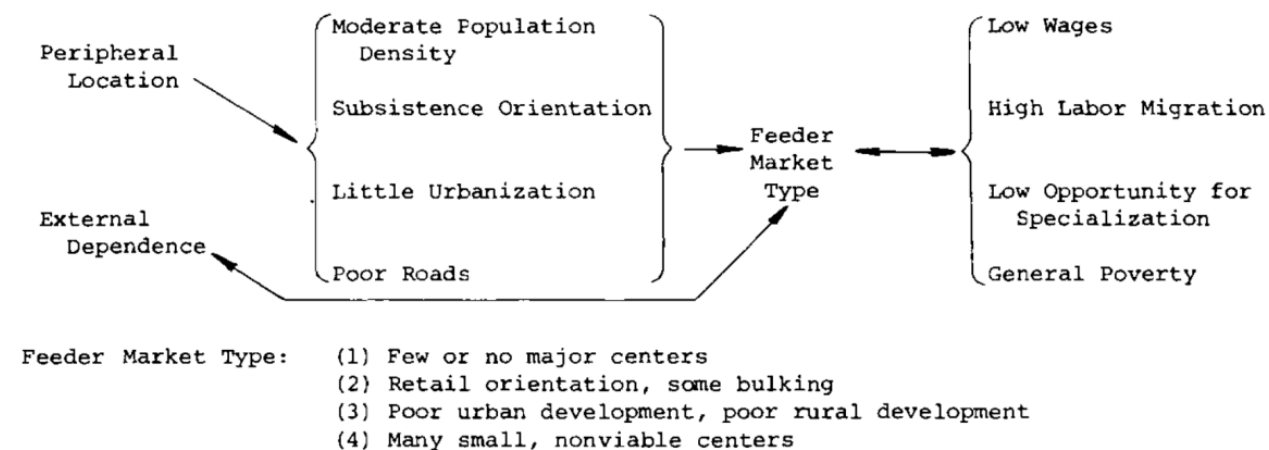 Peripheral
Location
External
Dependence
Moderate Population
Density
Subsistence Orientation
Little Urbanization
Poor Roads
Feeder
Market
Type
Low Wages
High Labor Migration
Low Opportunity for
Specialization
General Poverty
Feeder Market Type: (1) Few or no major centers
(2) Retail orientation, some bulking
(3) Poor urban development, poor rural development
(4) Many small, nonviable centers